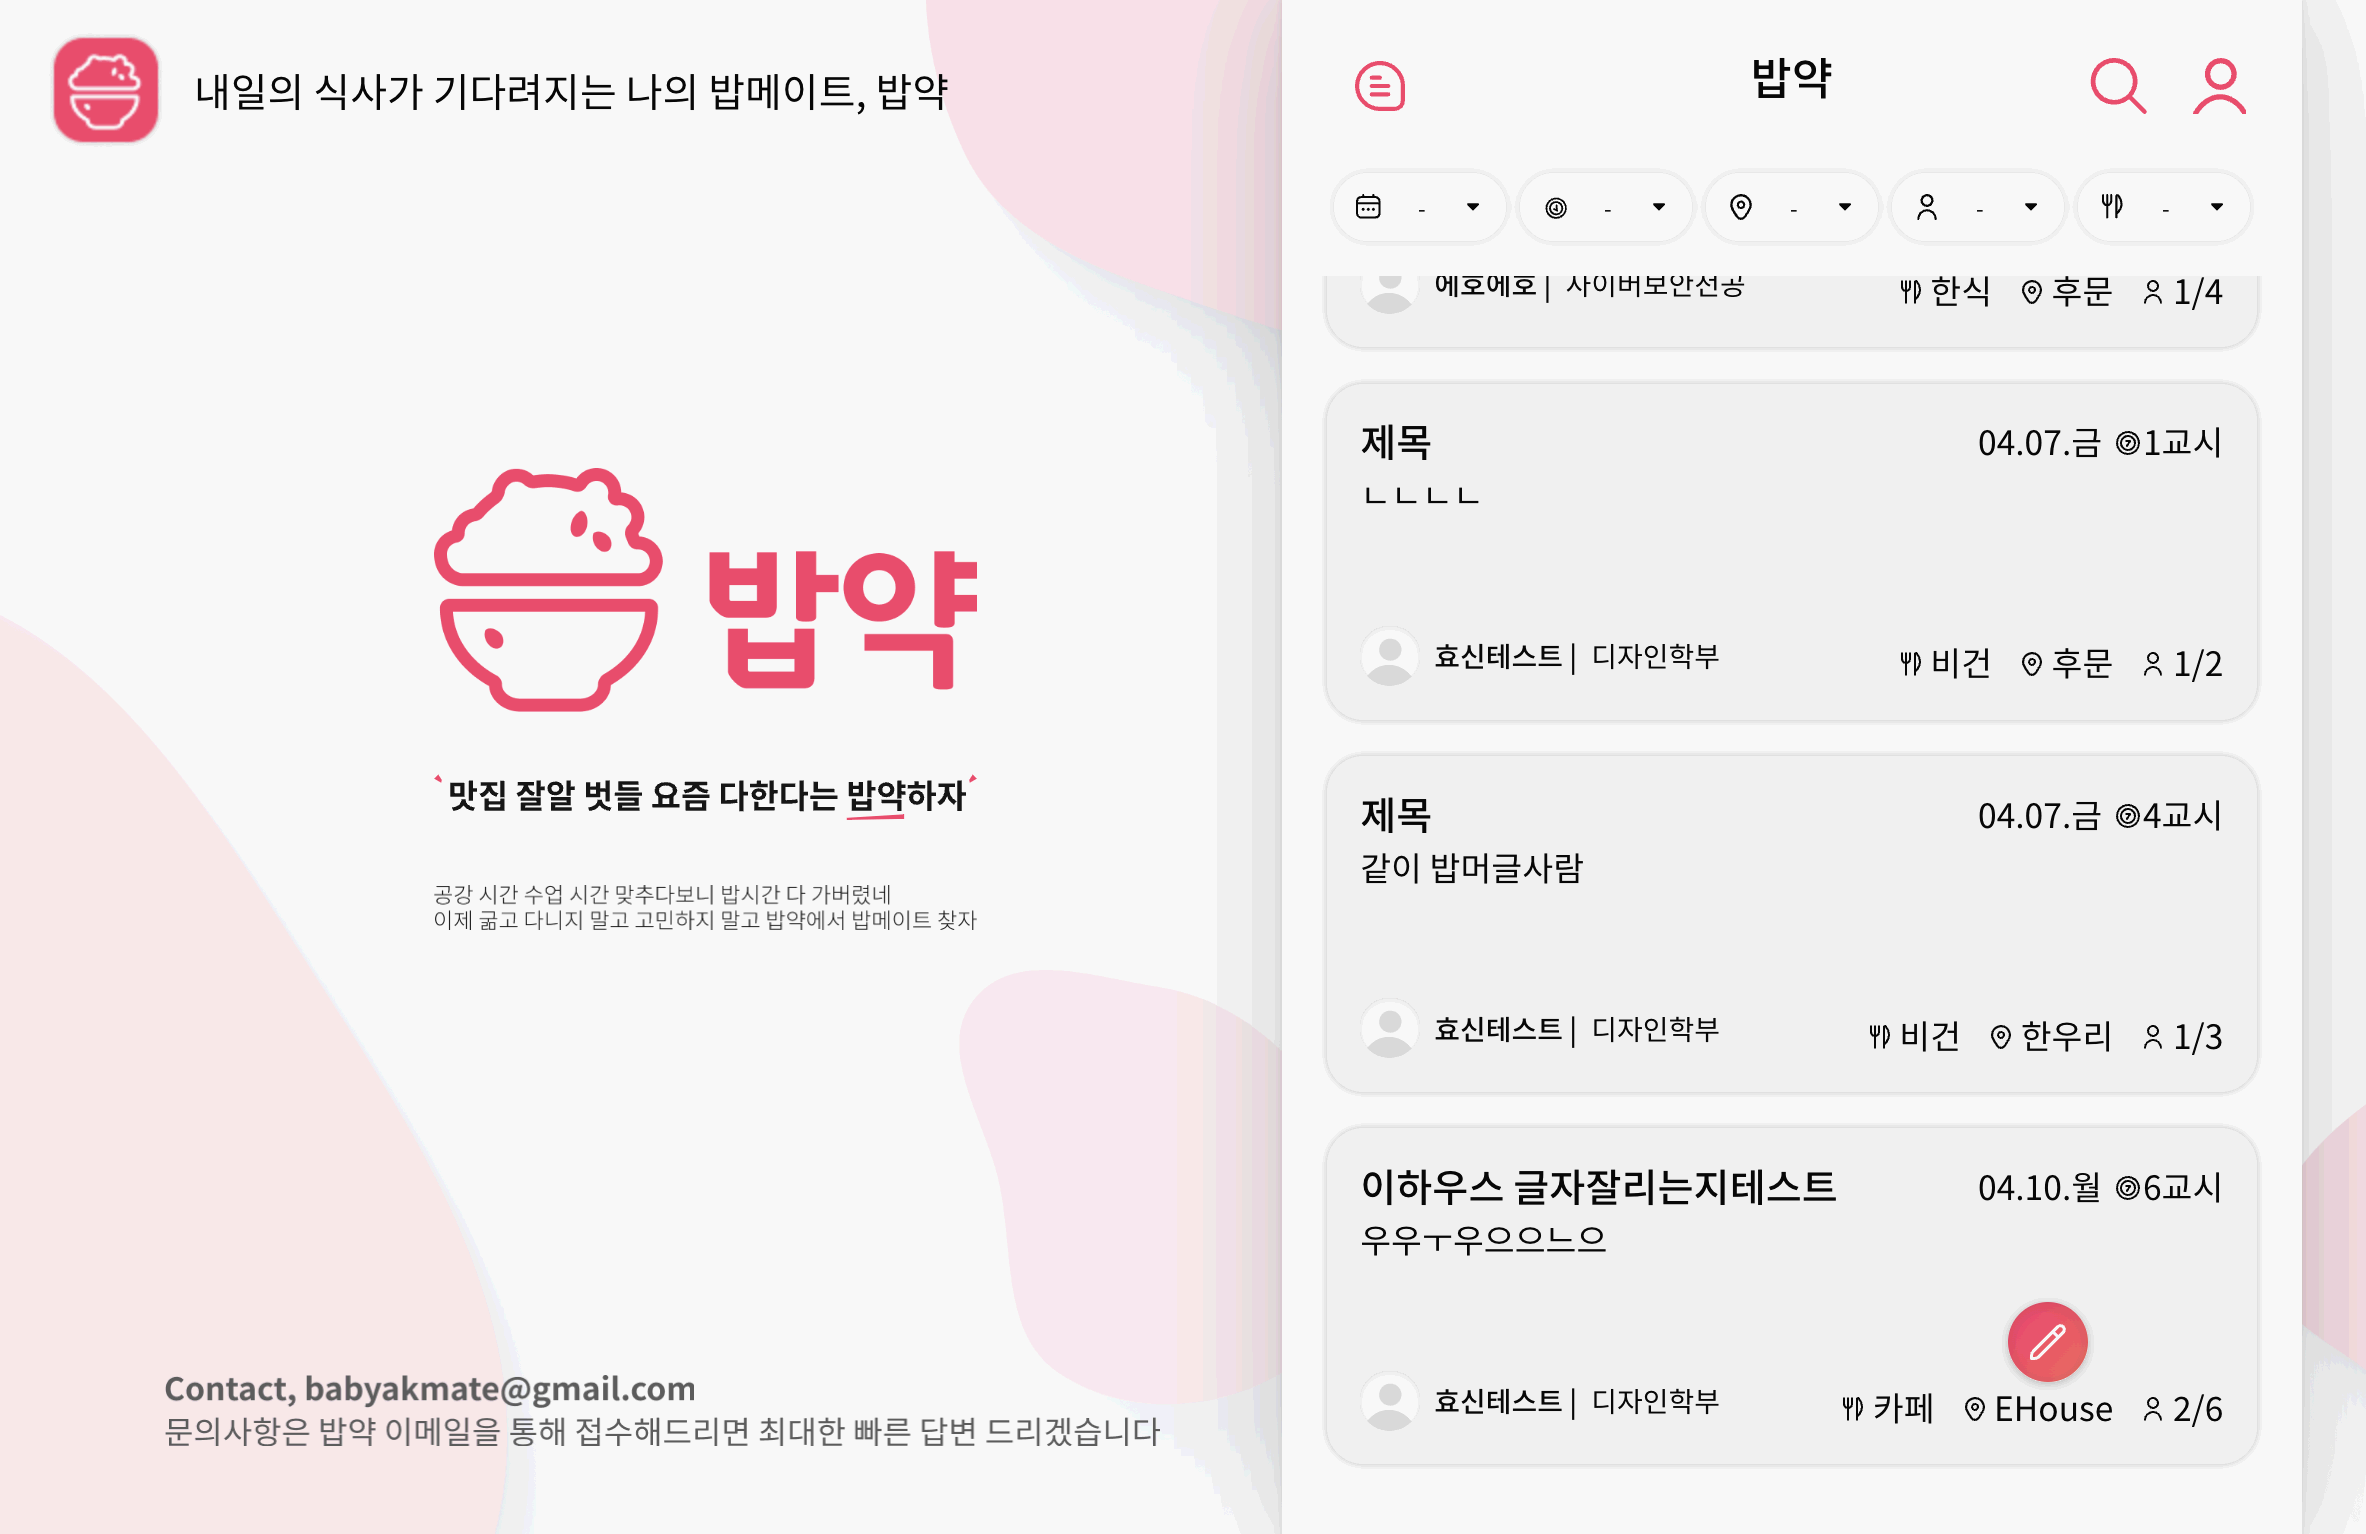 내일의 식사가 기다려지는 나의 밥메이트, 밥약
밥약
맛집 잘알 벗들 요즘 다한다는 밥약하자
공강 시간 수업 시간 맞추다보니 밥시간 다 가버렸네
이제 굶고 다니지 말고 고민하지 말고 밥약에서 밥메이트 찾자
Contact, babyakmate@gmail.com
문의사항은 밥약 이메일을 통해 접수해드리면 최대한 빠른 답변 드리겠습니다
밥약
- - - - -
에호에호 | 사이버보안전공 한식 후문 1/4
제목 04.07.금 1교시
ㄴㄴㄴㄴ
효신테스트 | 디자인학부 비건 후문 1/2
제목 04.07.금 4교시
같이 밥머글사람
효신테스트 | 디자인학부 비건 한우리 1/3
이하우스 글자잘리는지테스트 04.10.월 6교시
우우ㅜ우으으느으
효신테스트 | 디자인학부 카페 EHouse 2/6